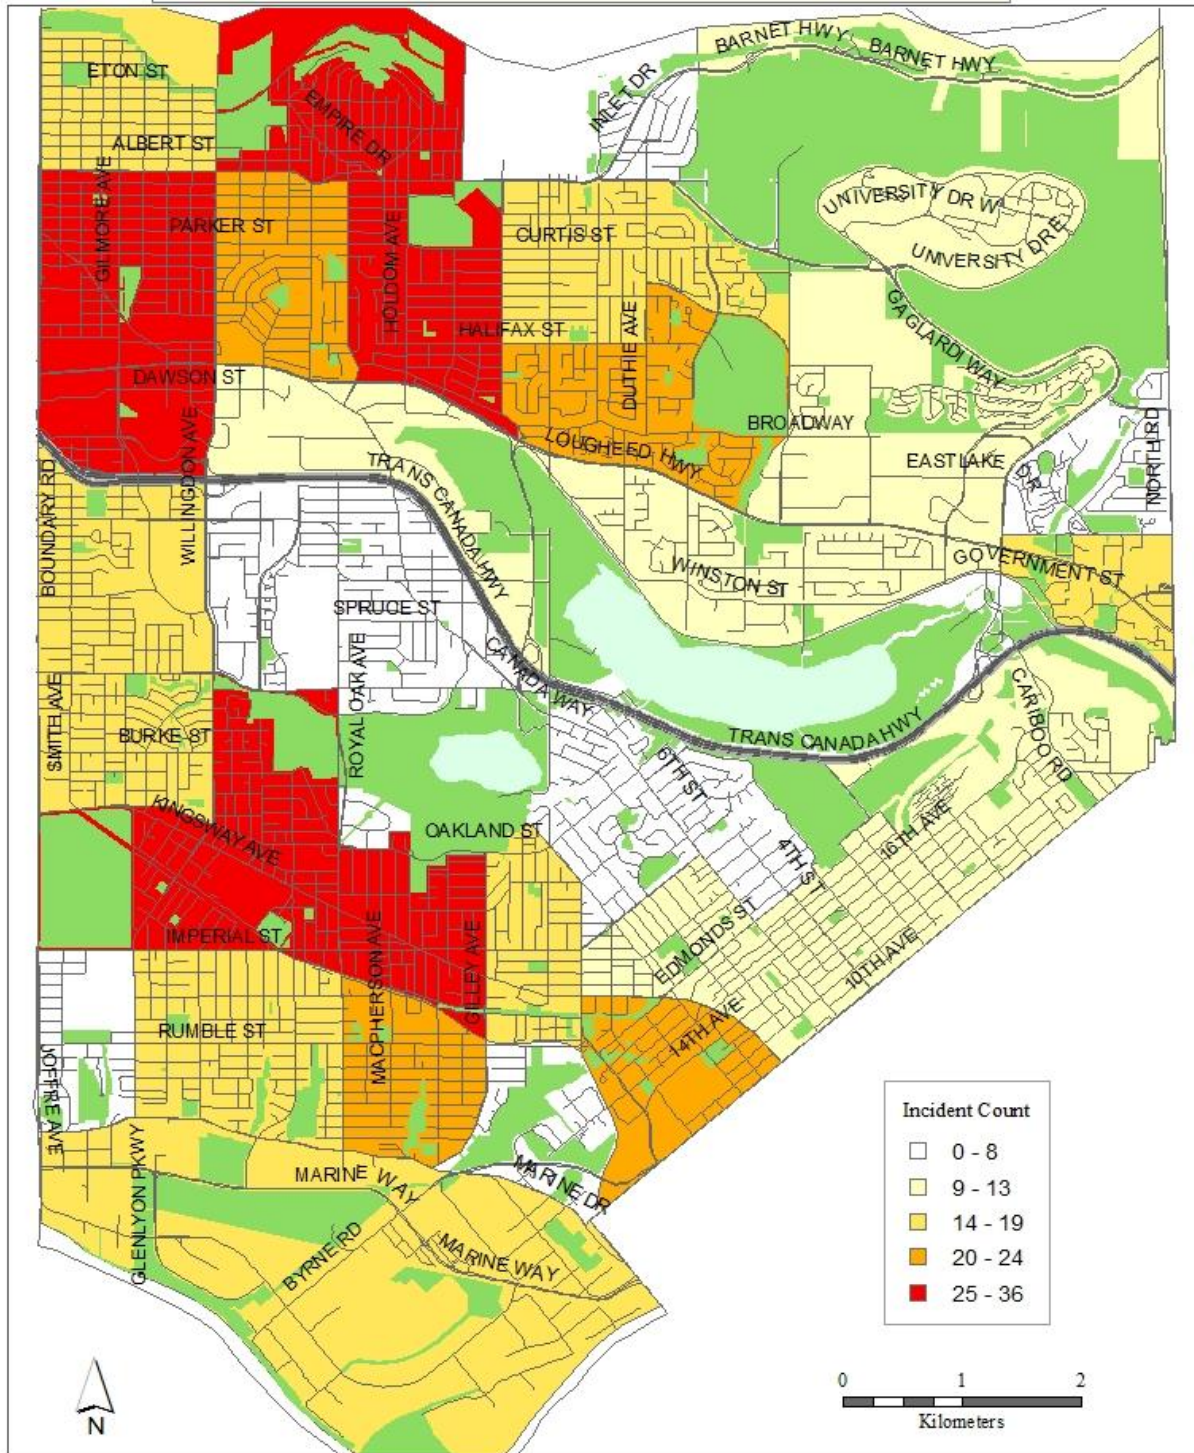 BARNET HWY
BARNET HWY
ETON ST
INLET DR
EMPIRE DR
ALBERT ST
GILMORE AVE
UNIVERSITY DR W
PARKER ST
HOLDOM AVE
CURTIS ST
UNIVERSITY DR E
GAGLARDI WAY
HALIFAX ST
DUTHIE AVE
DAWSON ST
BROADWAY
WILLINGDON AVE
LOUGHEED HWY
EASTLAKE DR
NORTH RD
TRANS CANADA HWY
BOUNDARY RD
WINSTON ST
GOVERNMENT ST
SPRUCE ST
ROYAL OAK AVE
CANADA WAY
SMITH AVE
BURKE ST
TRANS CANADA HWY
CARIBOO RD
6TH ST
KINGSWAY AVE
OAKLAND ST
16TH AVE
4TH ST
IMPERIAL ST
MACPHERSON AVE
GILLEY AVE
EDMONDS ST
10TH AVE
RUMBLE ST
14TH AVE
JOFFRE AVE
GLENLYON PKWY
MARINE WAY
MARINE DR
BYRNE RD
MARINE WAY
Incident Count
0 - 8
9 - 13
14 - 19
20 - 24
25 - 36
N
0 1 2
Kilometers